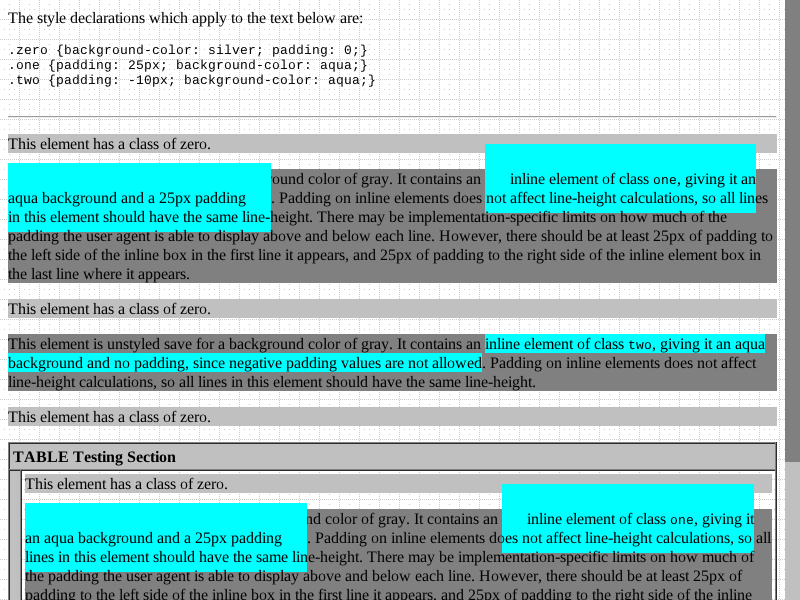 The style declarations which apply to the text below are:
.zero {background-color: silver; padding: 0;}
.one {padding: 25px; background-color: aqua;}
.two {padding: -10px; background-color: aqua;}
This element has a class of zero.
ound color of gray. It contains an inline element of class one, giving it an
aqua background and a 25px padding. Padding on inline elements does not affect line-height calculations, so all lines
in this element should have the same line-height. There may be implementation-specific limits on how much of the
padding the user agent is able to display above and below each line. However, there should be at least 25px of padding to
the left side of the inline box in the first line it appears, and 25px of padding to the right side of the inline element box in
the last line where it appears.
This element has a class of zero.
This element is unstyled save for a background color of gray. It contains an inline element of class two, giving it an aqua
background and no padding, since negative padding values are not allowed. Padding on inline elements does not affect
line-height calculations, so all lines in this element should have the same line-height.
This element has a class of zero.
TABLE Testing Section
This element has a class of zero.
nd color of gray. It contains an inline element of class one, giving it
an aqua background and a 25px padding. Padding on inline elements does not affect line-height calculations, so all
lines in this element should have the same line-height. There may be implementation-specific limits on how much of
the padding the user agent is able to display above and below each line. However, there should be at least 25px of
padding to the left side of the inline box in the first line it appears, and 25px of padding to the right side of the inline